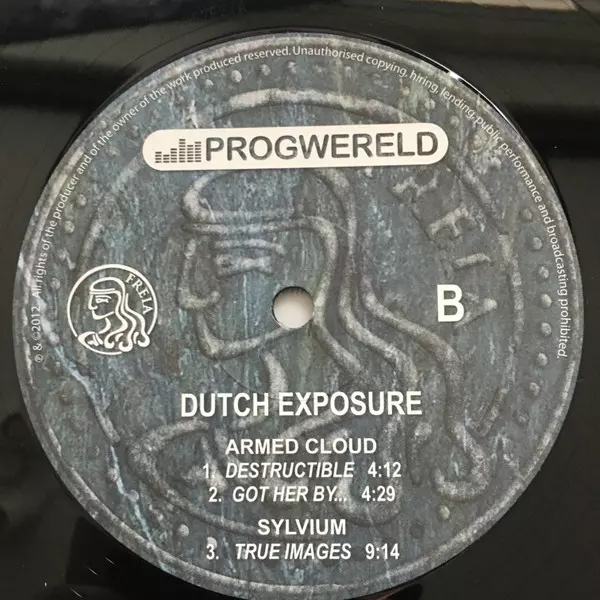 ℗ & ©2012. All rights of the producer and of the owner of the work produced reserved. Unauthorised copying, hiring, lending, public performance and broadcasting prohibited.
PROGWERELD
FREIA
FREIA
B
DUTCH EXPOSURE
ARMED CLOUD
1. DESTRUCTIBLE 4:12
2. GOT HER BY... 4:29
SYLVIUM
3. TRUE IMAGES 9:14